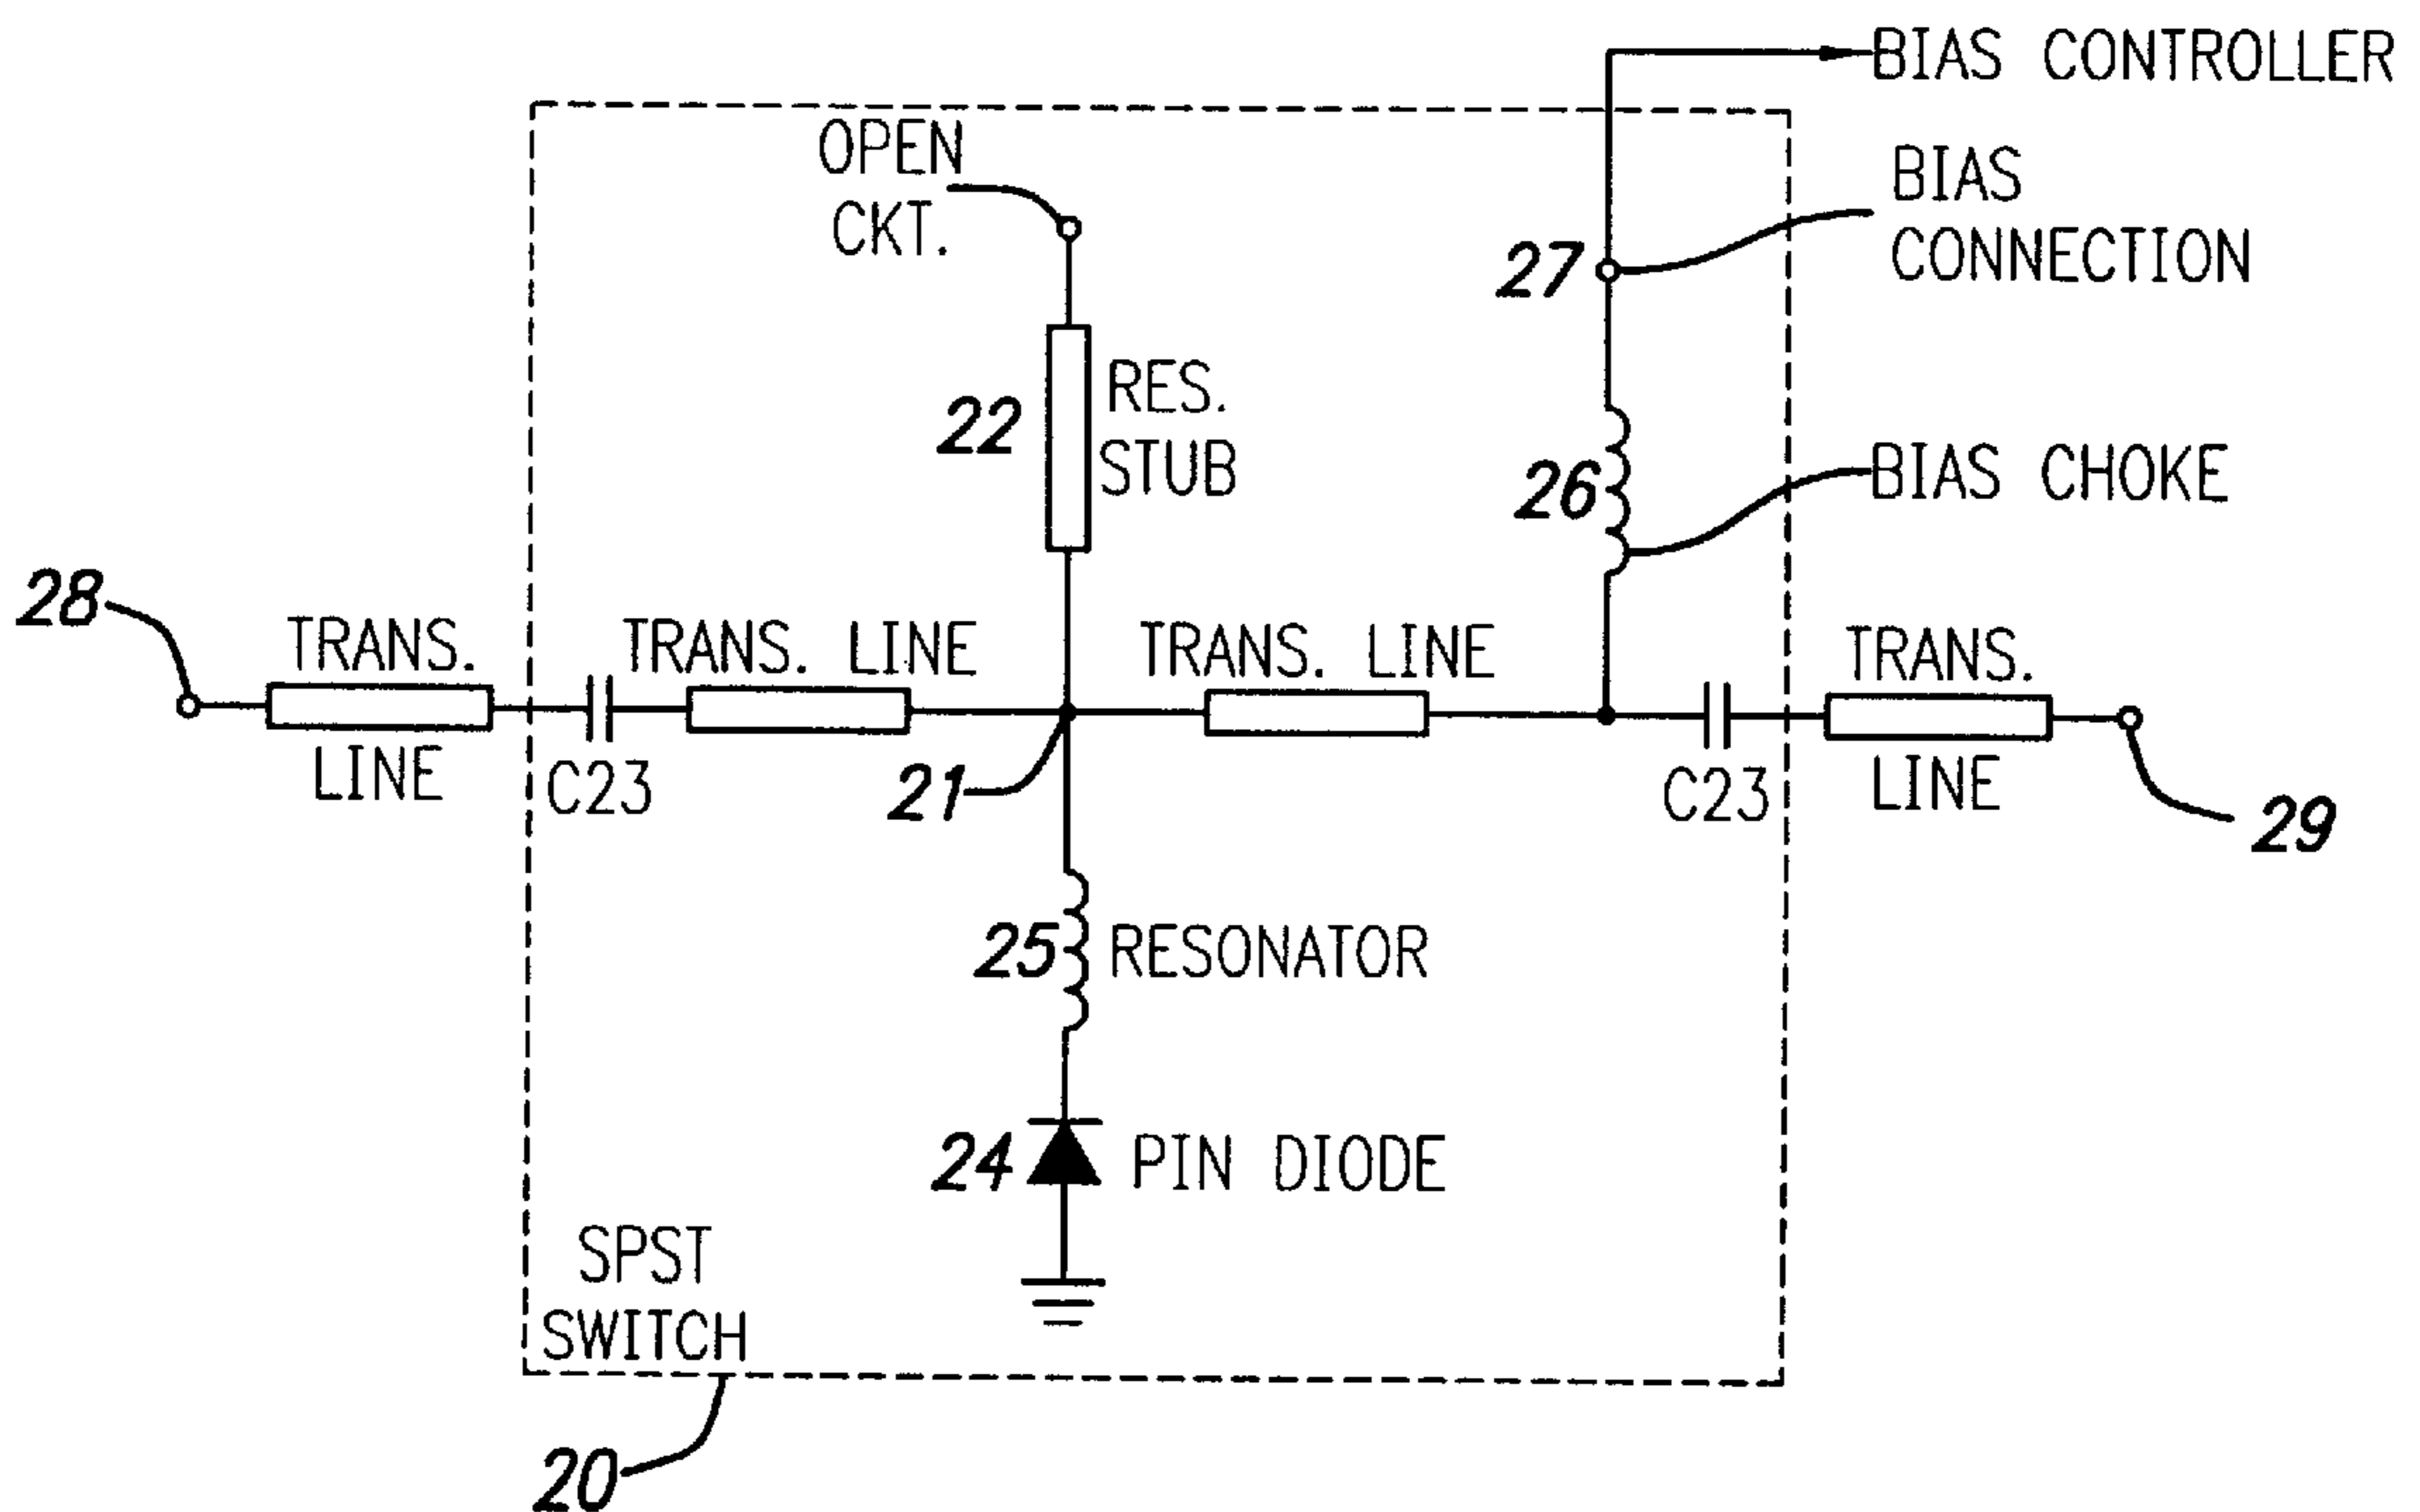 BIAS CONTROLLER
OPEN
CKT.
BIAS
CONNECTION
27
22
RES.
STUB
26
BIAS CHOKE
28
TRANS.
LINE
TRANS. LINE
TRANS. LINE
TRANS.
LINE
C23
21
C23
29
25
RESONATOR
24
PIN DIODE
SPST
SWITCH
20